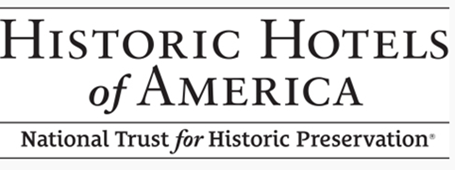 Historic Hotels
of America
National Trust for Historic Preservation®